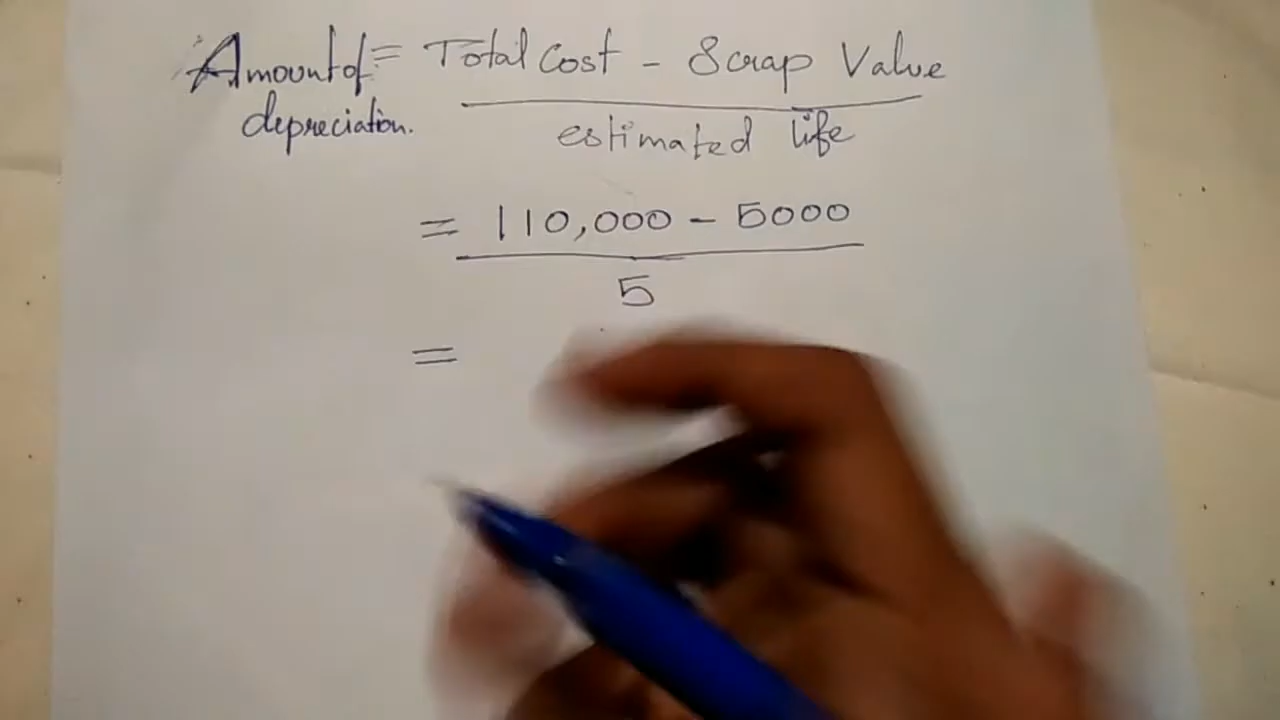 Amount of = Total Cost - Scrap Value
depreciation. estimated life
= 110,000 - 5000
5
=